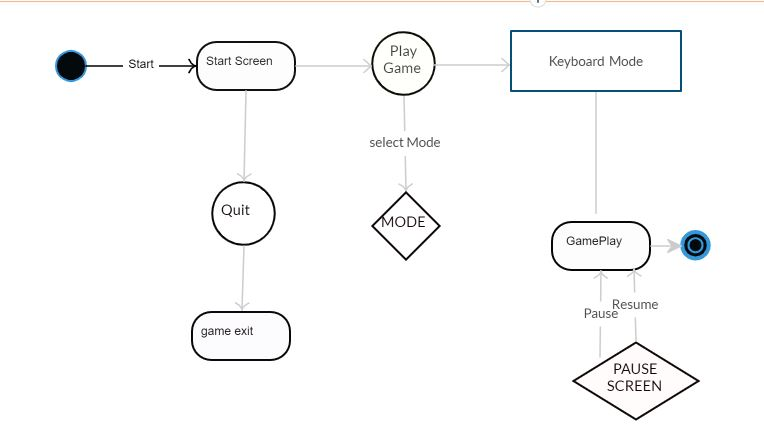 Start
Start Screen
Play
Game
Keyboard Mode
select Mode
Quit
MODE
GamePlay
Resume
Pause
game exit
PAUSE
SCREEN